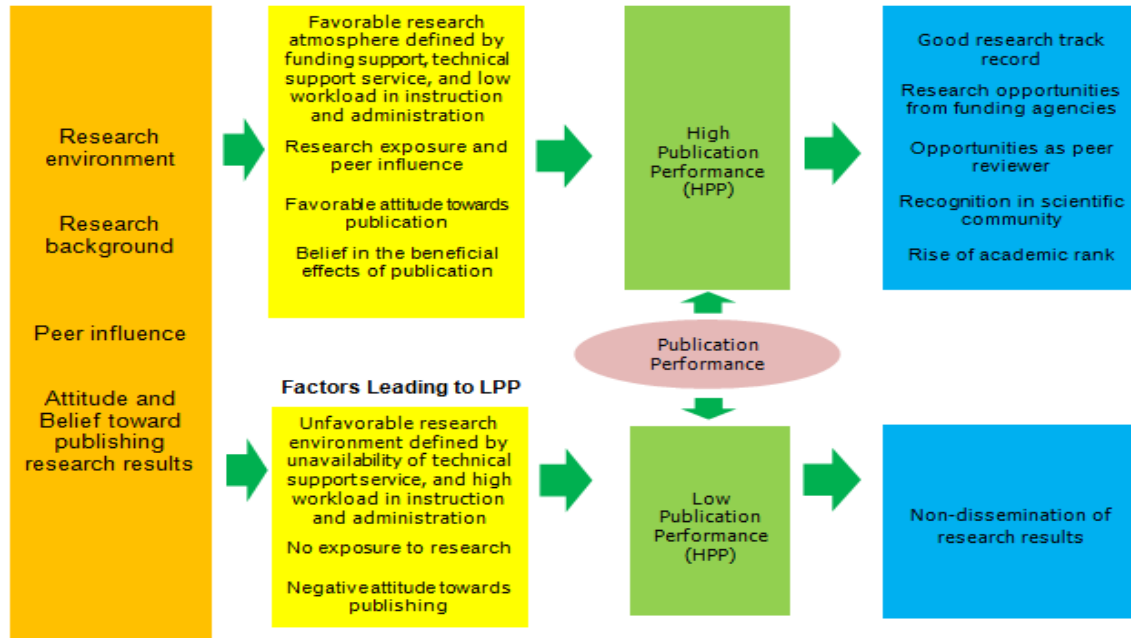 Research
environment
Research
background
Peer influence
Attitude and
Belief toward
publishing
research results
Favorable research
atmosphere defined by
funding support, technical
support service, and low
workload in instruction
and administration
Research exposure and
peer influence
Favorable attitude towards
publication
Belief in the beneficial
effects of publication
High
Publication
Performance
(HPP)
Good research track
record
Research opportunities
from funding agencies
Opportunities as peer
reviewer
Recognition in scientific
community
Rise of academic rank
Publication
Performance
Factors Leading to LPP
Unfavorable research
environment defined by
unavailability of technical
support service, and high
workload in instruction
and administration
No exposure to research
Negative attitude towards
publishing
Low
Publication
Performance
(HPP)
Non-dissemination of
research results